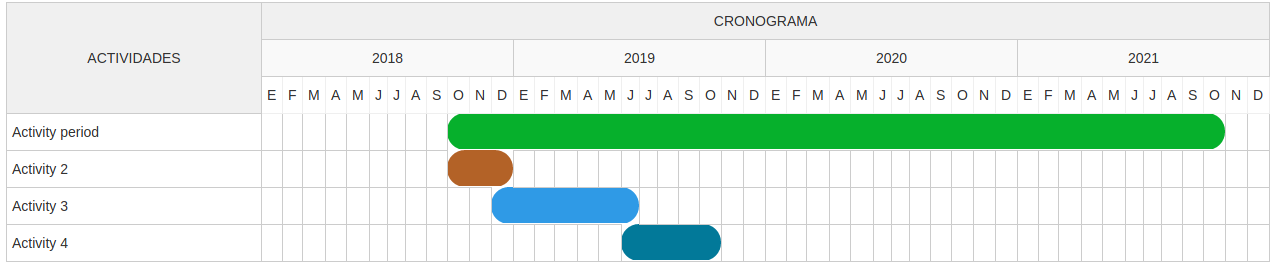 CRONOGRAMA
ACTIVIDADES
2018 2019 2020 2021
E F M A M J J A S O N D E F M A M J J A S O N D E F M A M J J A S O N D E F M A M J J A S O N D
Activity period
Activity 2
Activity 3
Activity 4